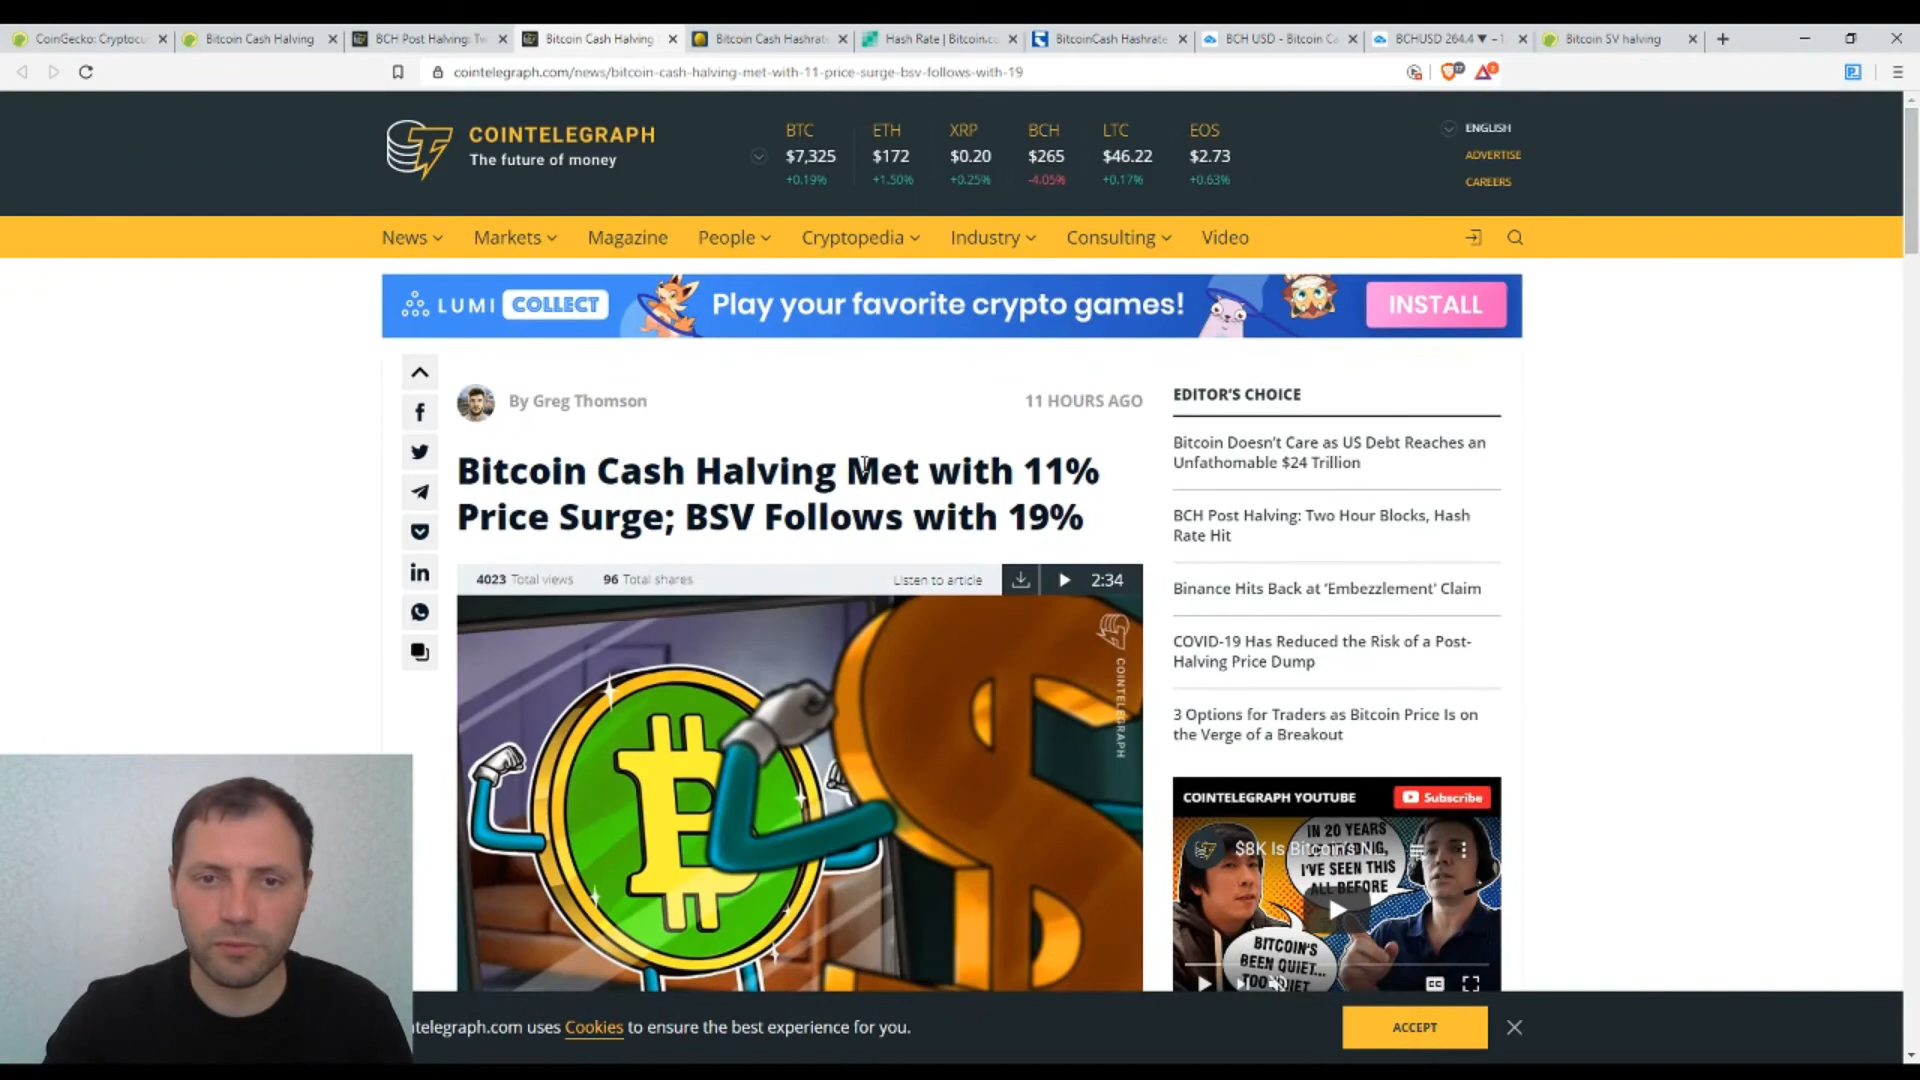 CoinGecko: Cryptocu
Bitcoin Cash Halving
BCH Post Halving: Tw
Bitcoin Cash Halving
Bitcoin Cash Hashrat
Hash Rate | Bitcoin.co
BitcoinCash Hashrate
BCH USD - Bitcoin Ca
BCHUSD 264.4 ▼ −1
Bitcoin SV halving
cointelegraph.com/news/bitcoin-cash-halving-met-with-11-price-surge-bsv-follows-with-19
COINTELEGRAPH
The future of money
BTC ETH XRP BCH LTC EOS
$7,325 $172 $0.20 $265 $46.22 $2.73
+0.19% +1.50% +0.25% -4.05% +0.17% +0.63%
ENGLISH
ADVERTISE
CAREERS
News Markets Magazine People Cryptopedia Industry Consulting Video
LUMI COLLECT Play your favorite crypto games! INSTALL
By Greg Thomson
11 HOURS AGO
Bitcoin Cash Halving Met with 11%
Price Surge; BSV Follows with 19%
4023 Total views 96 Total shares Listen to article 2:34
COINTELEGRAPH
EDITOR'S CHOICE
Bitcoin Doesn't Care as US Debt Reaches an
Unfathomable $24 Trillion
BCH Post Halving: Two Hour Blocks, Hash
Rate Hit
Binance Hits Back at 'Embezzlement' Claim
COVID-19 Has Reduced the Risk of a Post-
Halving Price Dump
3 Options for Traders as Bitcoin Price Is on
the Verge of a Breakout
COINTELEGRAPH YOUTUBE Subscribe
$8K Is Bitcoin's N
IN 20 YEARS
I'VE SEEN THIS
ALL BEFORE
BITCOIN'S
BEEN QUIET...
TOO QUIET
telegraph.com uses Cookies to ensure the best experience for you.
ACCEPT